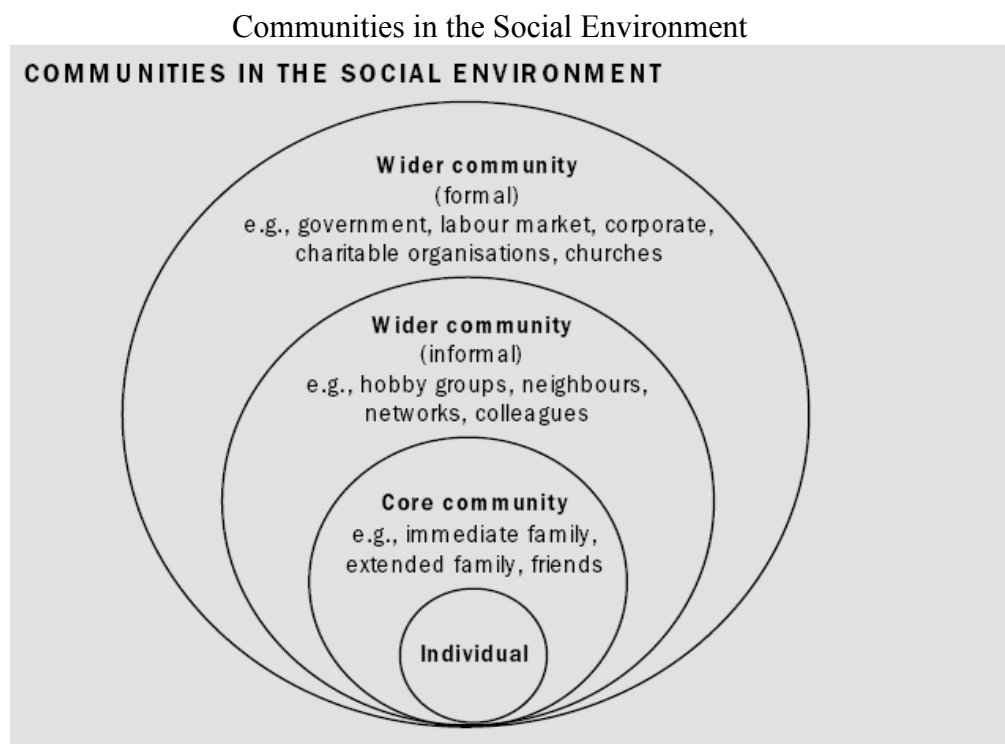 Communities in the Social Environment
COMMUNITIES IN THE SOCIAL ENVIRONMENT
Wider community
(formal)
e.g., government, labour market, corporate,
charitable organisations, churches
Wider community
(informal)
e.g., hobby groups, neighbours,
networks, colleagues
Core community
e.g., immediate family,
extended family, friends
Individual